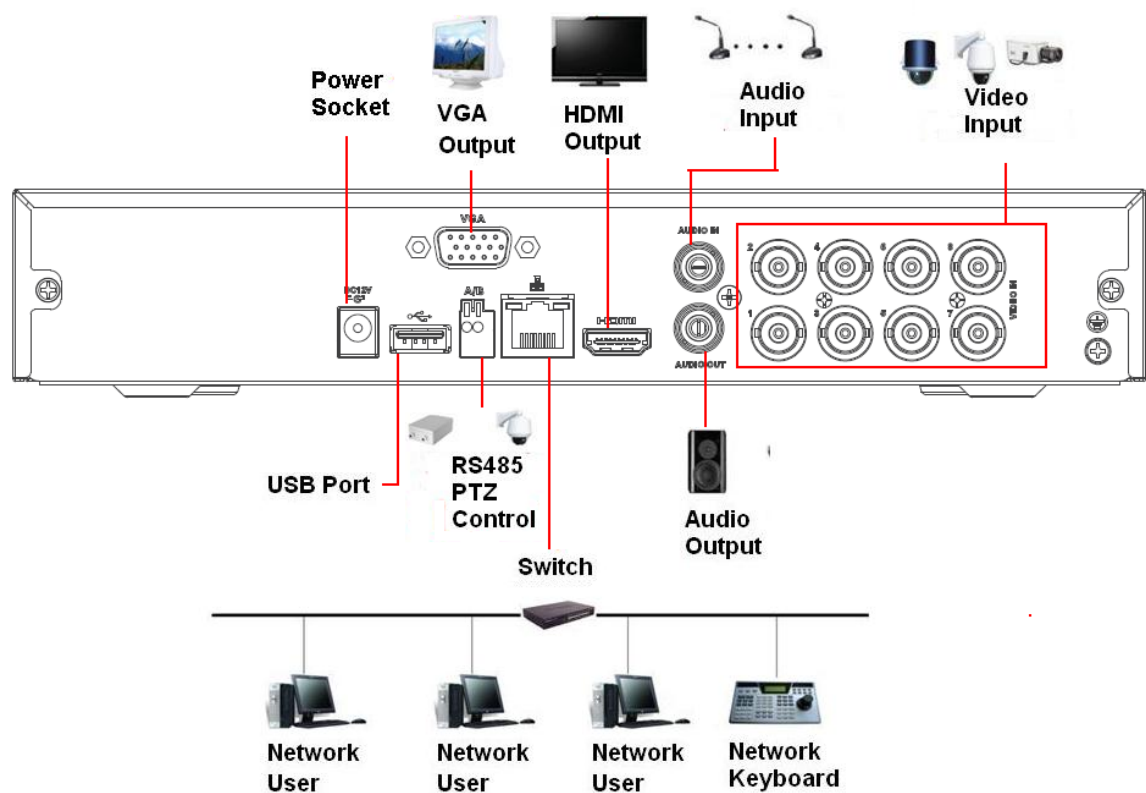 Power
Socket
VGA
Output
HDMI
Output
Audio
Input
Video
Input
VGA
AUDIO IN
2
4
6
8
DC12V
A/B
HDMI
VIDEO IN
1
3
5
7
AUDIO OUT
USB Port
RS485
PTZ
Control
Audio
Output
Switch
Network
User
Network
User
Network
User
Network
Keyboard